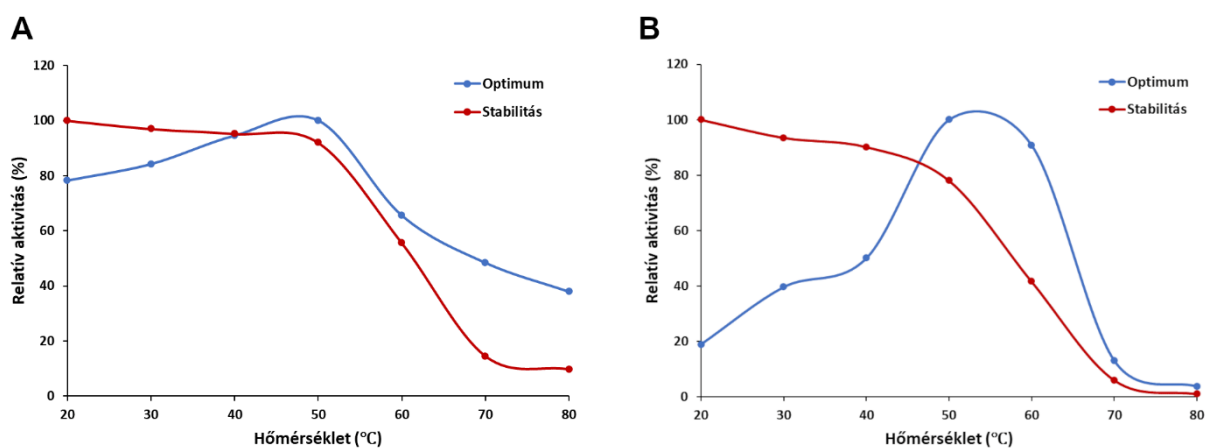 A
120
100
80
60
40
20
0
Relatív aktivitás (%)
Optimum
Stabilitás
20 30 40 50 60 70 80
Hőmérséklet (°C)
B
120
100
80
60
40
20
0
Relatív aktivitás (%)
Optimum
Stabilitás
20 30 40 50 60 70 80
Hőmérséklet (°C)